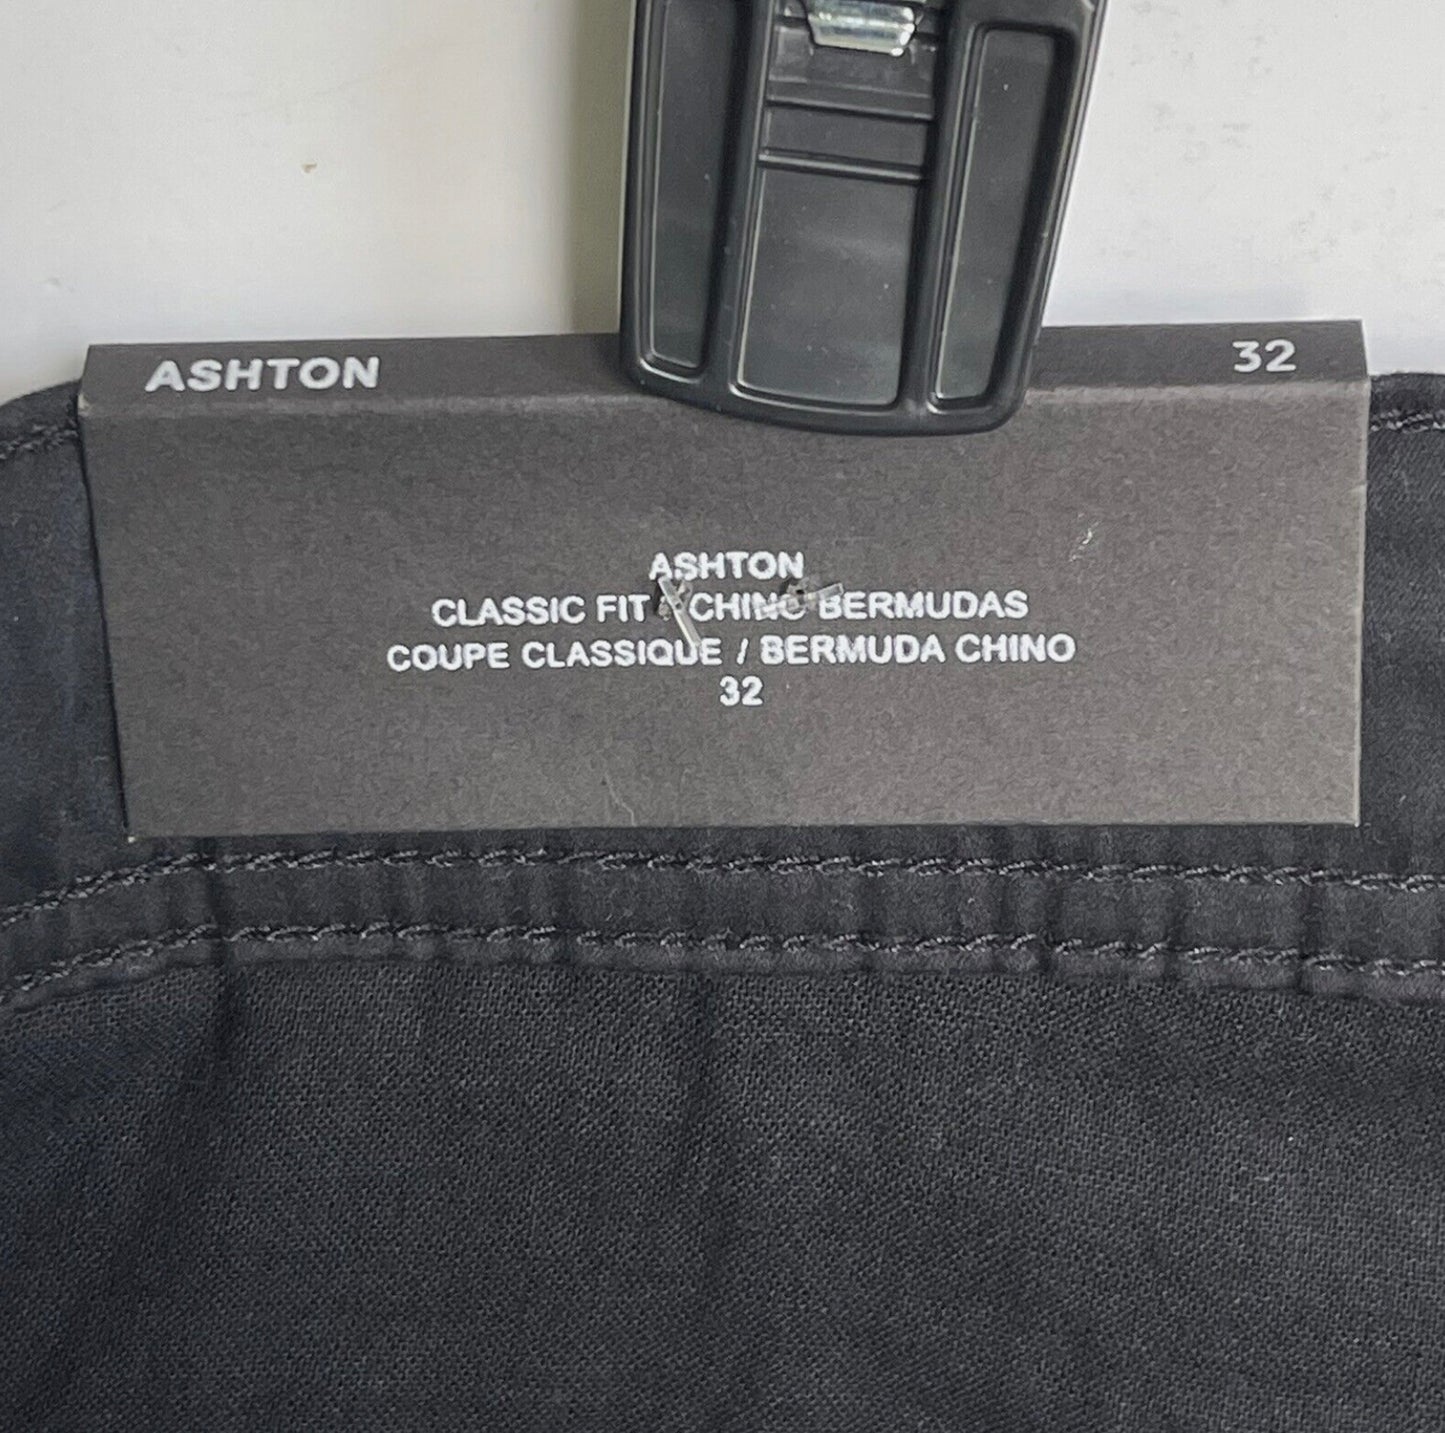 ASHTON 32
ASHTON
CLASSIC FIT / CHINO BERMUDAS
COUPE CLASSIQUE / BERMUDA CHINO
32